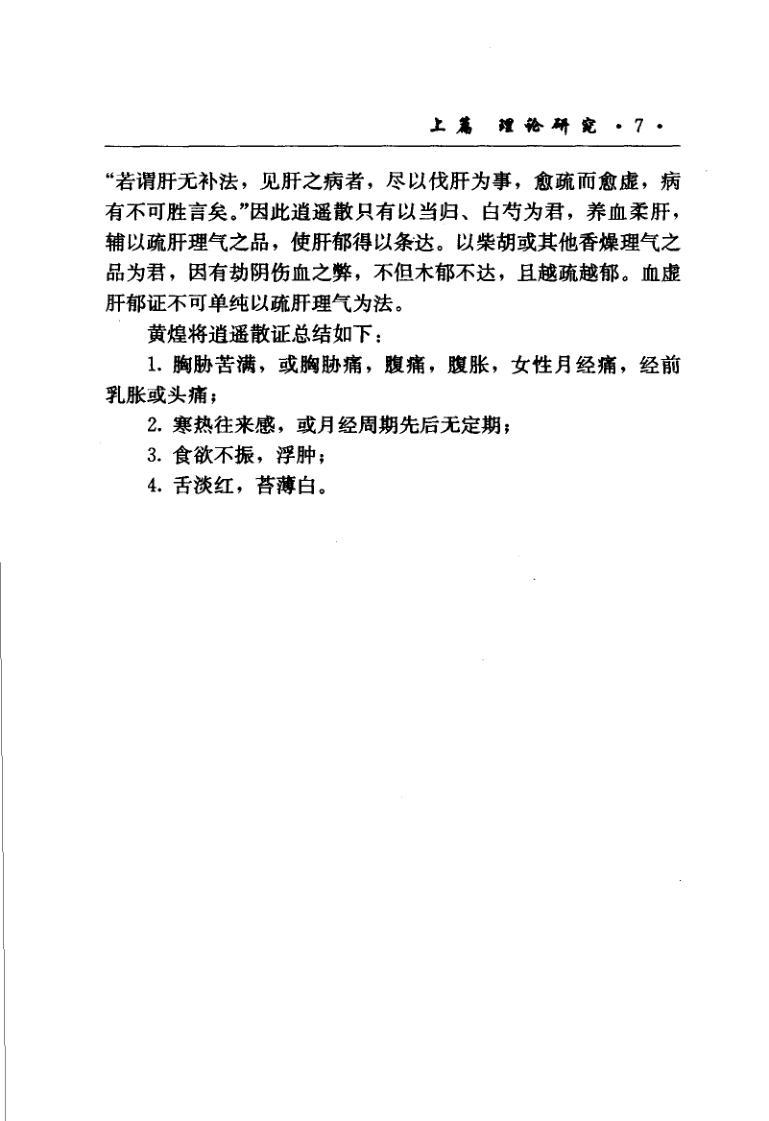 上篇 理论研究 · 7 ·
“若谓肝无补法，见肝之病者，尽以伐肝为事，愈疏而愈虚，病
有不可胜言矣。”因此逍遥散只有以当归、白芍为君，养血柔肝，
辅以疏肝理气之品，使肝郁得以条达。以柴胡或其他香燥理气之
品为君，因有劫阴伤血之弊，不但木郁不达，且越疏越郁。血虚
肝郁证不可单纯以疏肝理气为法。
黄煌将逍遥散证总结如下：
1. 胸胁苦满，或胸胁痛，腹痛，腹胀，女性月经痛，经前
乳胀或头痛；
2. 寒热往来感，或月经周期先后无定期；
3. 食欲不振，浮肿；
4. 舌淡红，苔薄白。